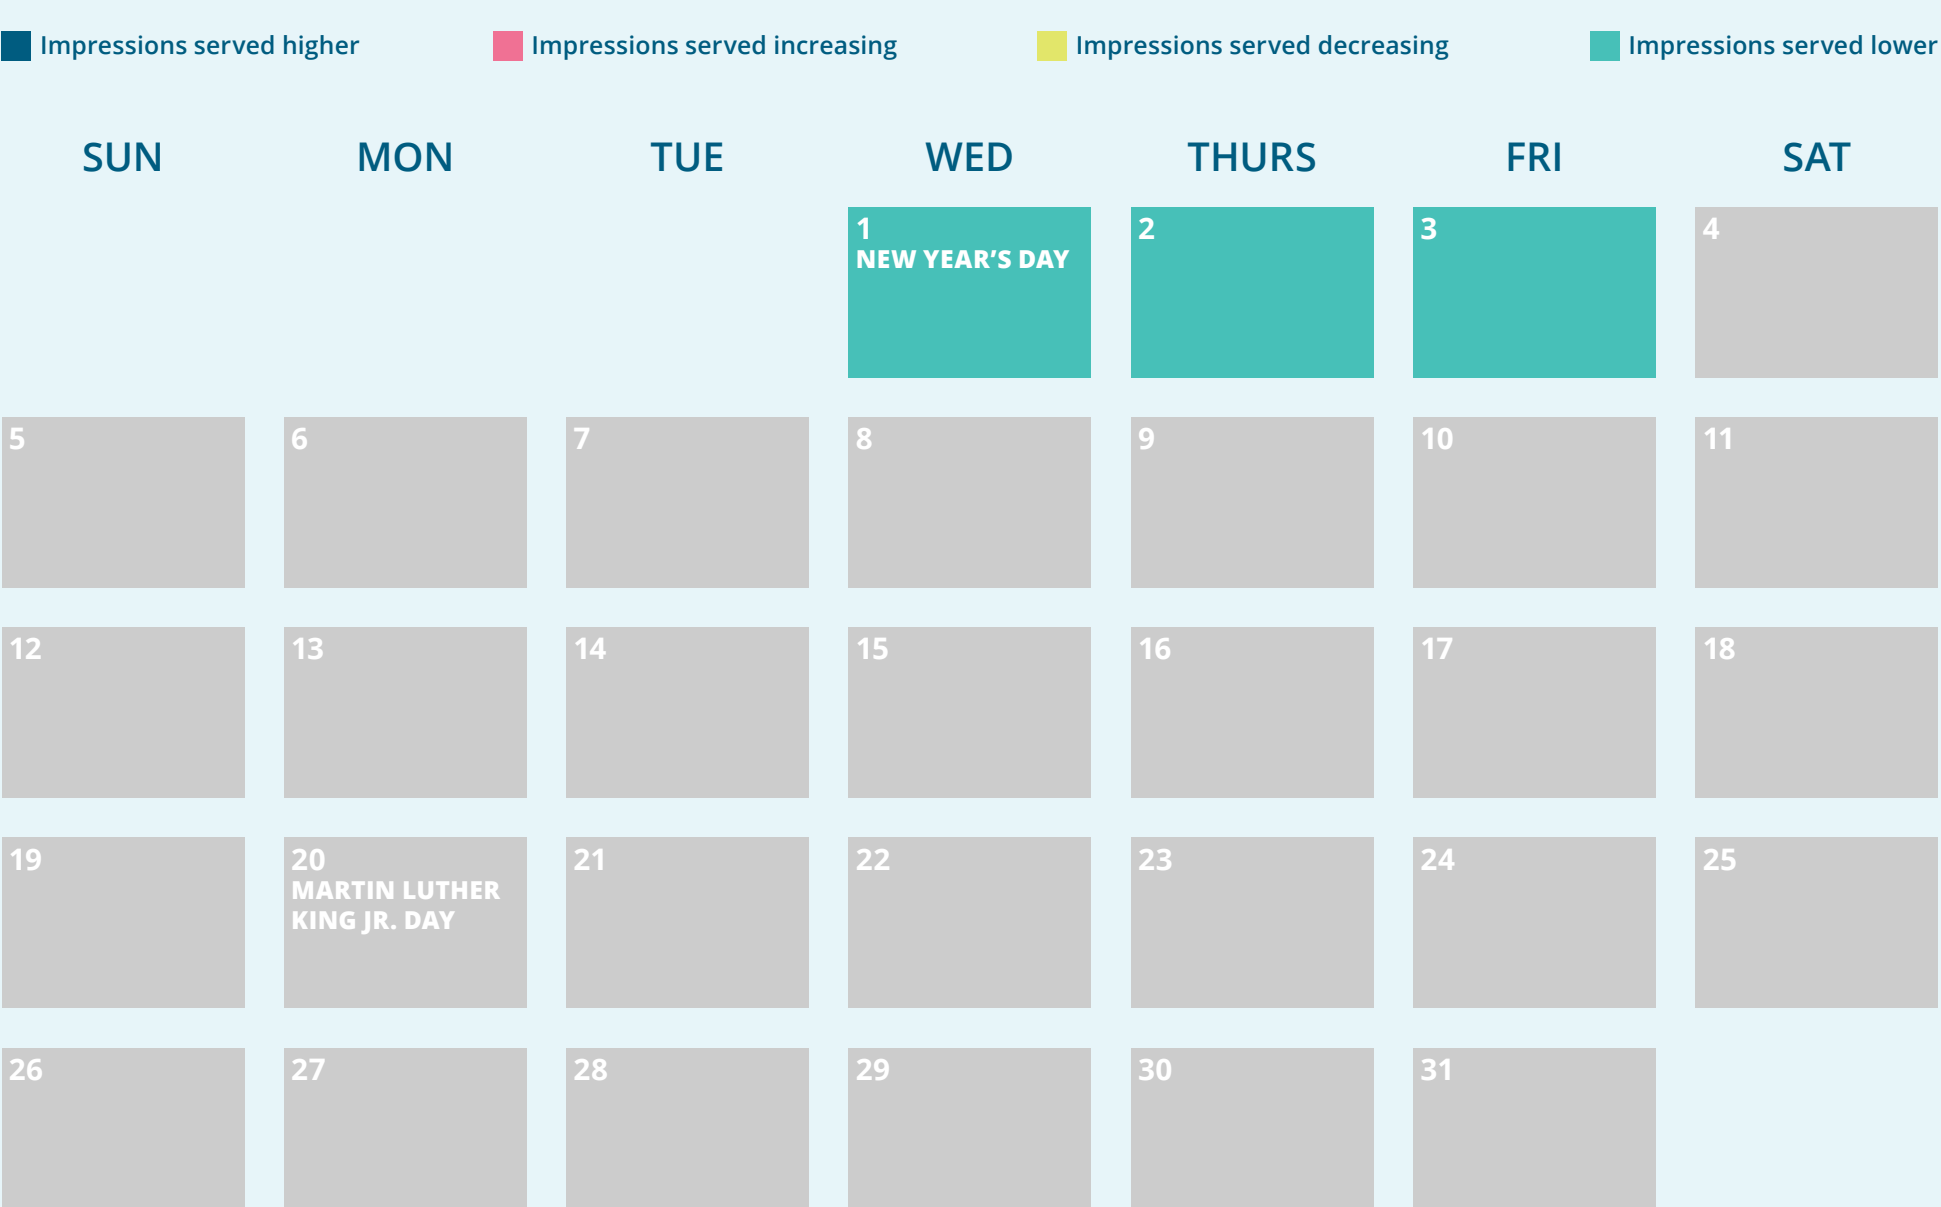 Impressions served higher
Impressions served increasing
Impressions served decreasing
Impressions served lower
SUN MON TUE WED THURS FRI SAT
1 2 3 4
NEW YEAR’S DAY
5 6 7 8 9 10 11
12 13 14 15 16 17 18
19 20 21 22 23 24 25
MARTIN LUTHER
KING JR. DAY
26 27 28 29 30 31